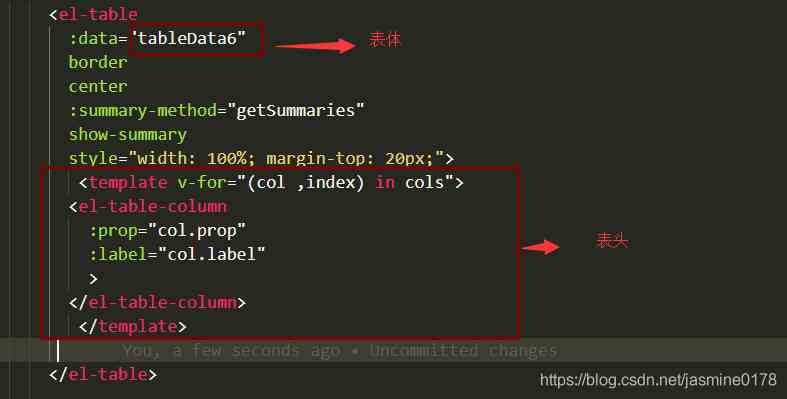 <el-table
:data="tableData6" 表体
border
center
:summary-method="getSummaries"
show-summary
style="width: 100%; margin-top: 20px;">
<template v-for="(col ,index) in cols">
<el-table-column
:prop="col.prop"
:label="col.label" 表头
>
</el-table-column>
</template>
You, a few seconds ago • Uncommitted changes
</el-table>
https://blog.csdn.net/jasmine0178